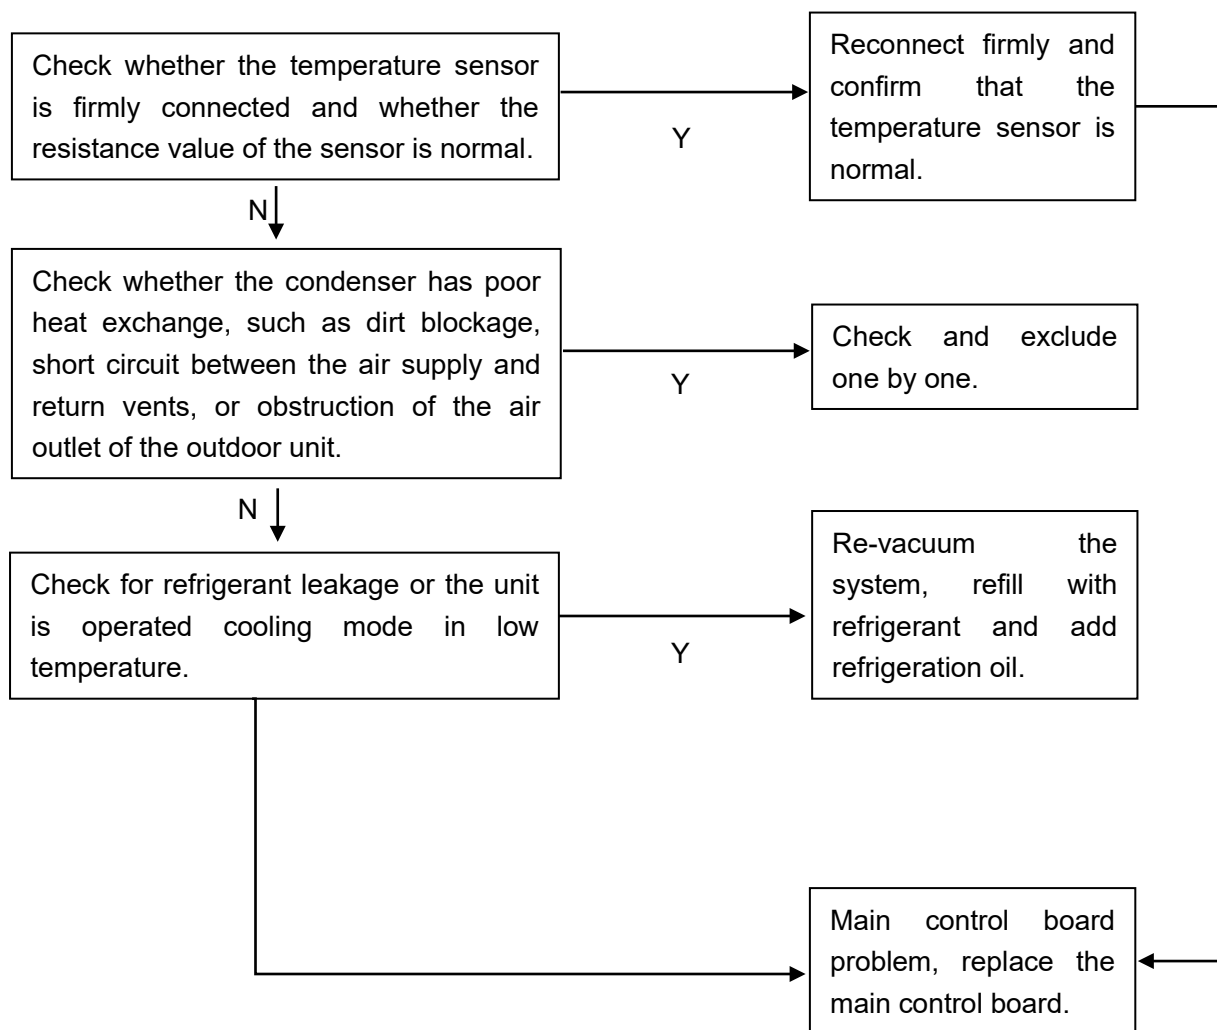 Check whether the temperature sensor
is firmly connected and whether the
resistance value of the sensor is normal.
Y
Reconnect firmly and
confirm that the
temperature sensor is
normal.
N
Check whether the condenser has poor
heat exchange, such as dirt blockage,
short circuit between the air supply and
return vents, or obstruction of the air
outlet of the outdoor unit.
Y
Check and exclude
one by one.
N
Check for refrigerant leakage or the unit
is operated cooling mode in low
temperature.
Y
Re-vacuum the
system, refill with
refrigerant and add
refrigeration oil.
Main control board
problem, replace the
main control board.